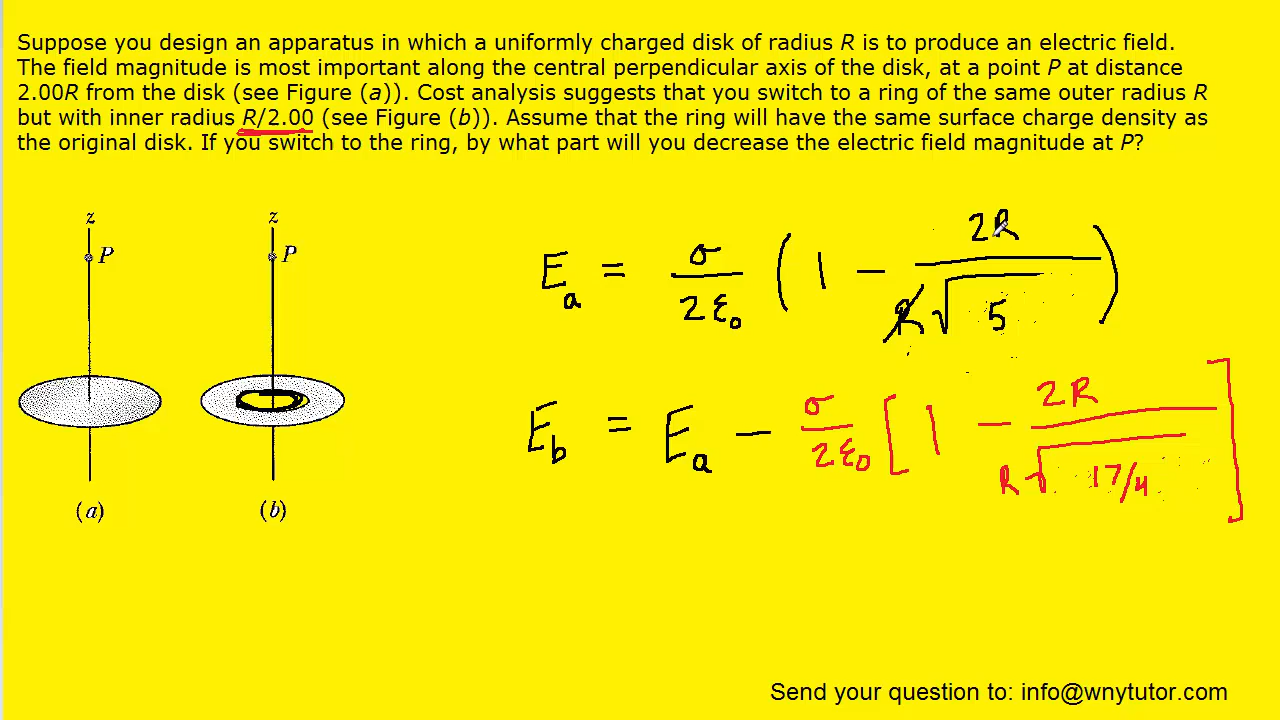 Suppose you design an apparatus in which a uniformly charged disk of radius R is to produce an electric field.
The field magnitude is most important along the central perpendicular axis of the disk, at a point P at distance
2.00R from the disk (see Figure (a)). Cost analysis suggests that you switch to a ring of the same outer radius R
but with inner radius R/2.00 (see Figure (b)). Assume that the ring will have the same surface charge density as
the original disk. If you switch to the ring, by what part will you decrease the electric field magnitude at P?
z
P
(a)
z
P
(b)
E_a = σ/2ε₀ (1 − 2R/R√5)
E_b = E_a − σ/2ε₀ [1 − 2R/R√17/4]
Send your question to: info@wnytutor.com